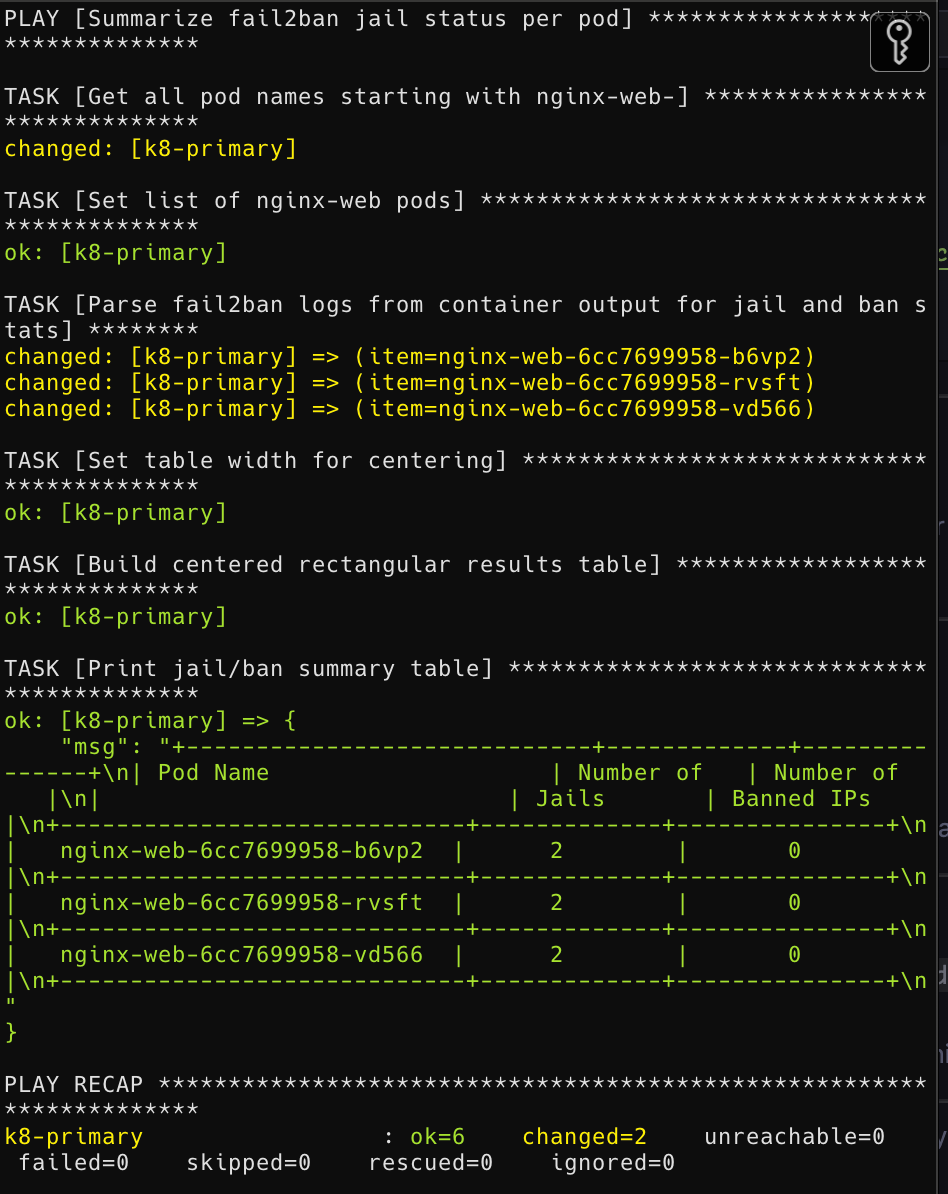 PLAY [Summarize fail2ban jail status per pod] **********************
**************
TASK [Get all pod names starting with nginx-web-] ****************
**************
changed: [k8-primary]
TASK [Set list of nginx-web pods] ********************************
**************
ok: [k8-primary]
TASK [Parse fail2ban logs from container output for jail and ban s
tats] ********
changed: [k8-primary] => (item=nginx-web-6cc7699958-b6vp2)
changed: [k8-primary] => (item=nginx-web-6cc7699958-rvsft)
changed: [k8-primary] => (item=nginx-web-6cc7699958-vd566)
TASK [Set table width for centering] *****************************
**************
ok: [k8-primary]
TASK [Build centered rectangular results table] ******************
**************
ok: [k8-primary]
TASK [Print jail/ban summary table] ******************************
**************
ok: [k8-primary] => {
    "msg": "+-----------------------------+-------------+---------
------+\n| Pod Name                    | Number of   | Number of
   |\n|                             | Jails       | Banned IPs
|\n+-----------------------------+-------------+---------------+\n
|   nginx-web-6cc7699958-b6vp2  |      2        |       0
|\n+-----------------------------+-------------+---------------+\n
|   nginx-web-6cc7699958-rvsft  |      2        |       0
|\n+-----------------------------+-------------+---------------+\n
|   nginx-web-6cc7699958-vd566  |      2        |       0
|\n+-----------------------------+-------------+---------------+\n
"
}
PLAY RECAP *******************************************************
**************
k8-primary                 : ok=6    changed=2    unreachable=0
 failed=0    skipped=0    rescued=0    ignored=0